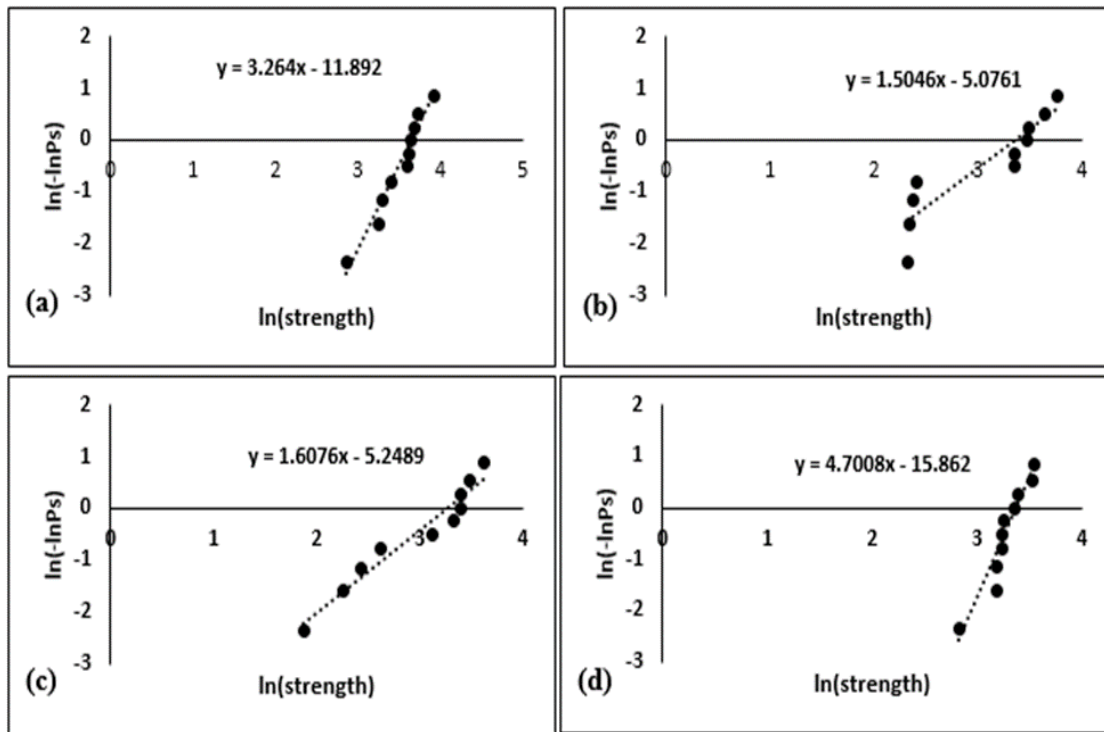 2
y = 3.264x - 11.892
1
0
0 1 2 3 4 5
-1
-2
-3
ln(-lnPs)
(a)
ln(strength)
2
y = 1.5046x - 5.0761
1
0
0 1 2 3 4
-1
-2
-3
ln(-lnPs)
(b)
ln(strength)
2
y = 1.6076x - 5.2489
1
0
0 1 2 3 4
-1
-2
-3
ln(-lnPs)
(c)
ln(strength)
2
y = 4.7008x - 15.862
1
0
0 1 2 3 4
-1
-2
-3
ln(-lnPs)
(d)
ln(strength)